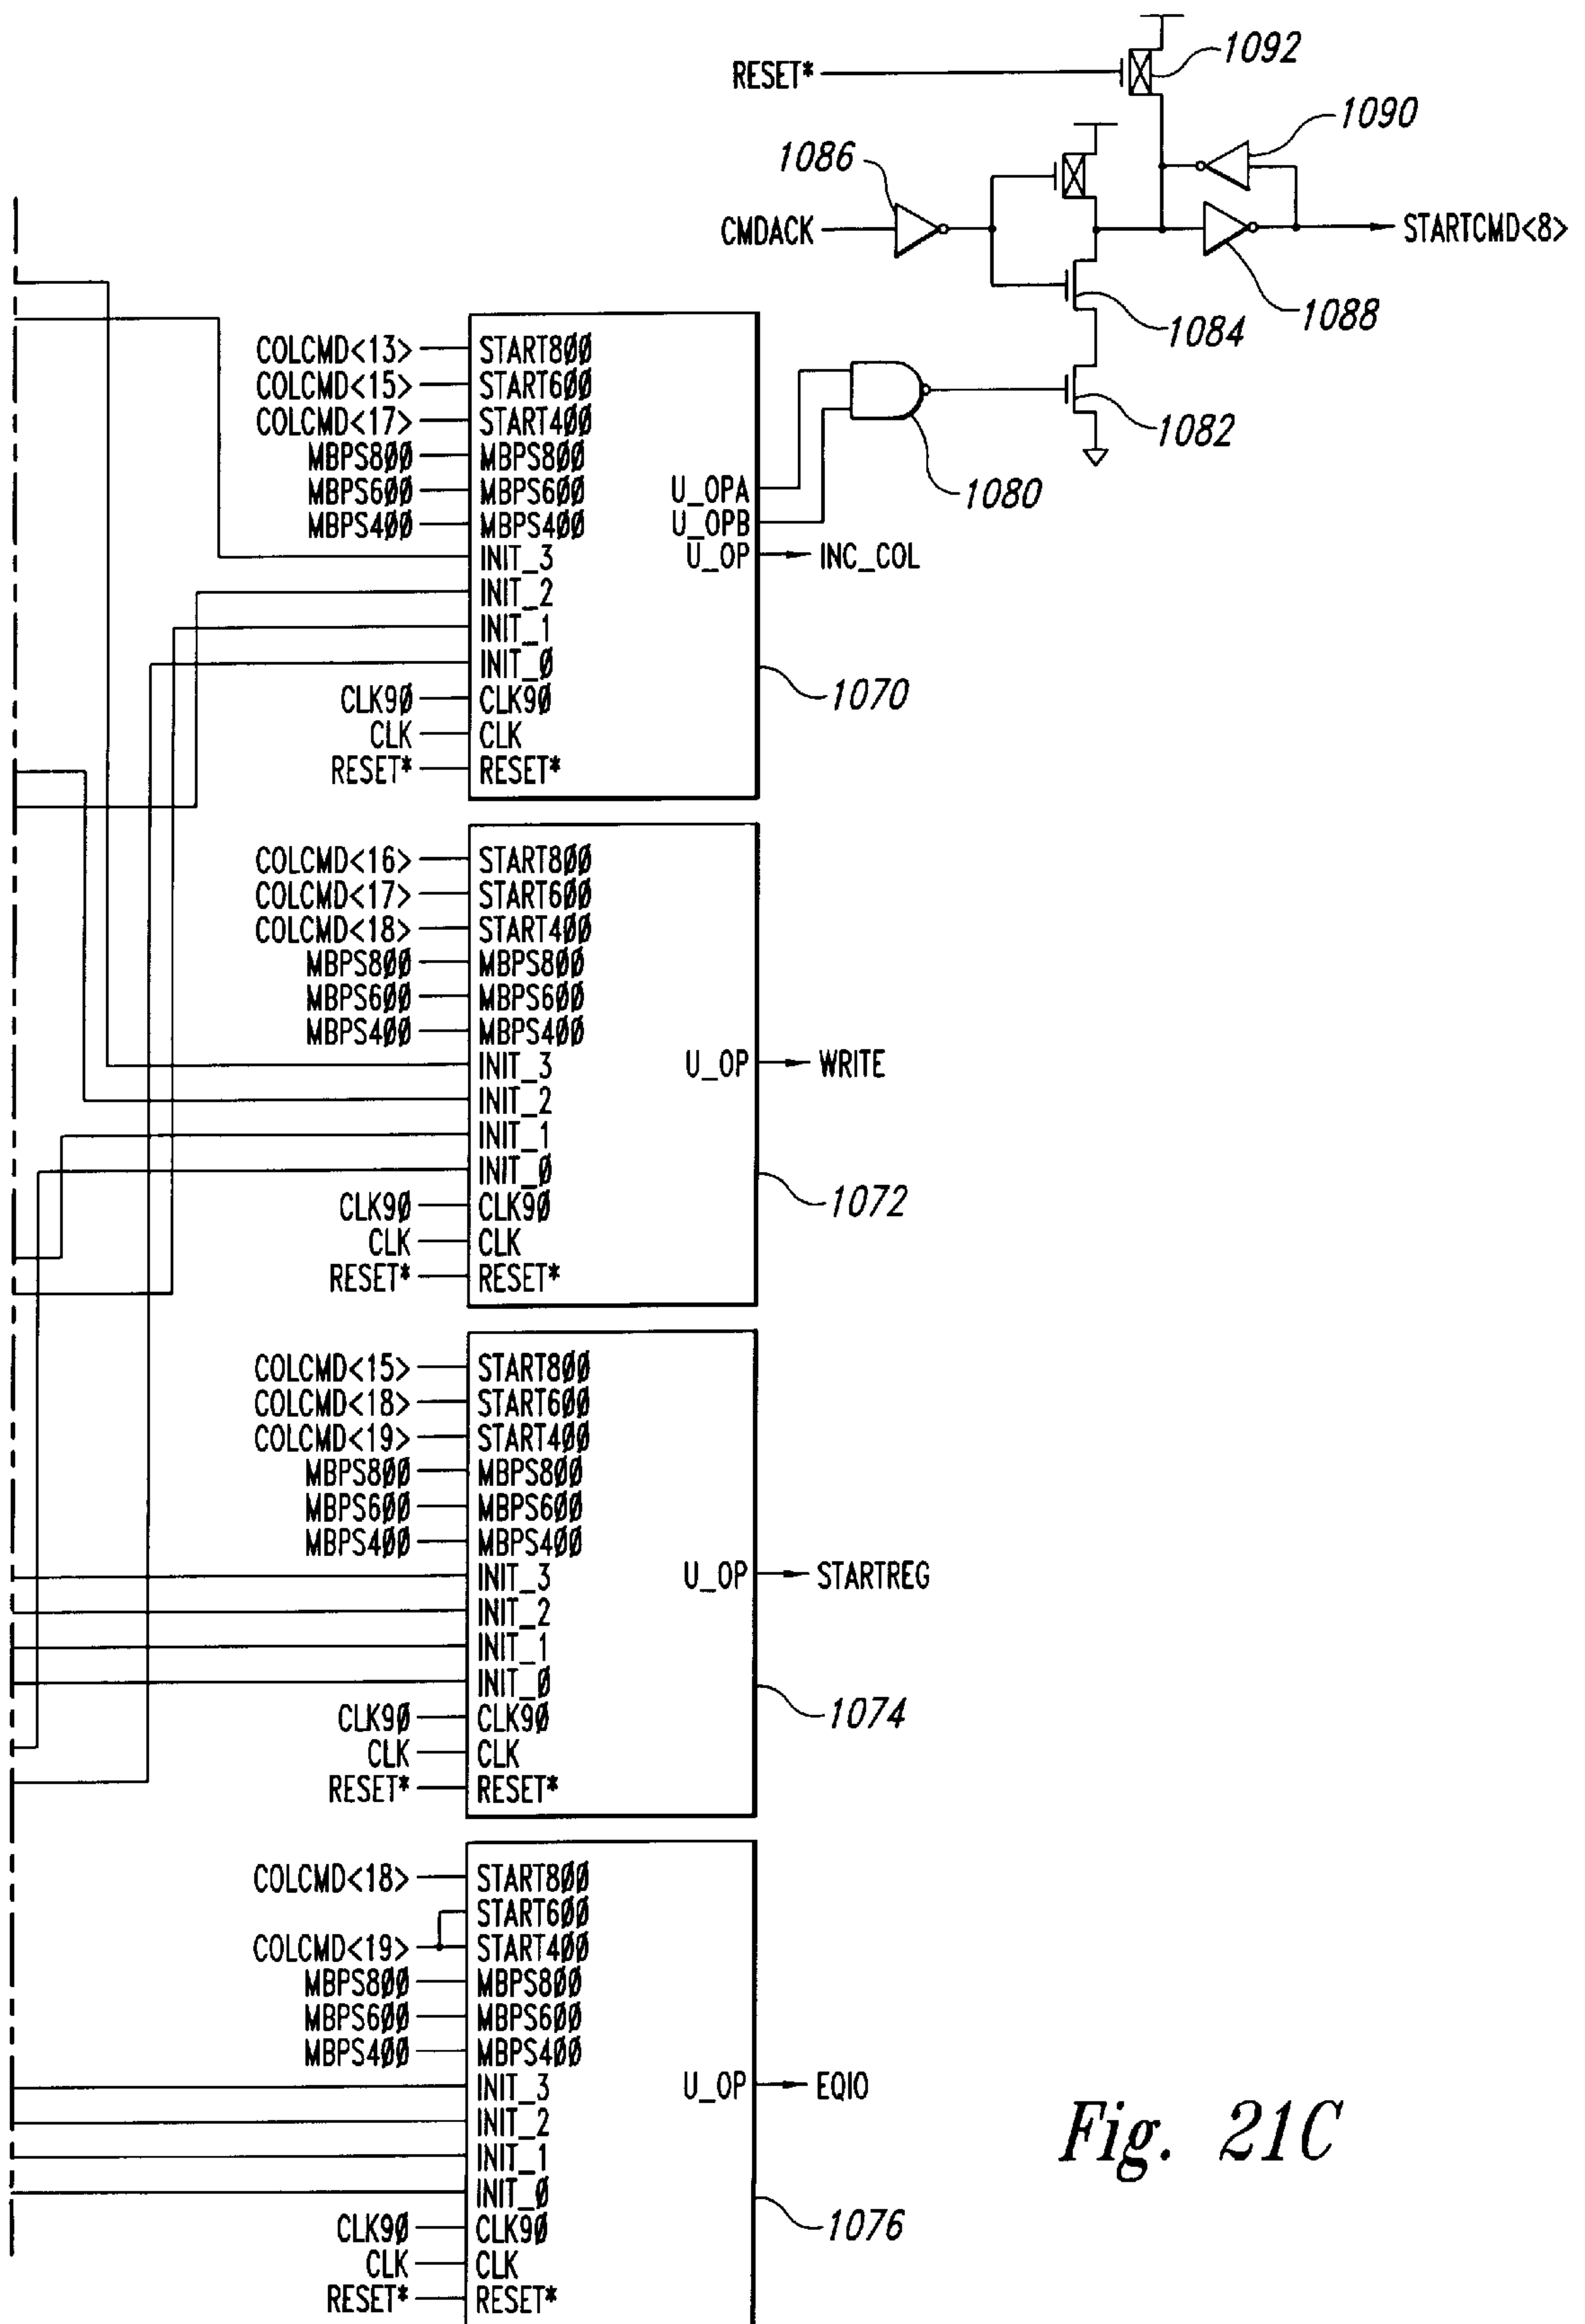 1092
RESET*
1090
1086
CMDACK
STARTCMD<8>
1088
1084
1082
1080
COLCMD<13> START800
COLCMD<15> START600
COLCMD<17> START400
MBPS800 MBPS800
MBPS600 MBPS600 U_OPA
MBPS400 MBPS400 U_OPB
INIT_3 U_OP INC_COL
INIT_2
INIT_1
INIT_0
CLK90 CLK90 1070
CLK CLK
RESET* RESET*
COLCMD<16> START800
COLCMD<17> START600
COLCMD<18> START400
MBPS800 MBPS800
MBPS600 MBPS600
MBPS400 MBPS400
INIT_3 U_OP WRITE
INIT_2
INIT_1
INIT_0
CLK90 CLK90 1072
CLK CLK
RESET* RESET*
COLCMD<15> START800
COLCMD<18> START600
COLCMD<19> START400
MBPS800 MBPS800
MBPS600 MBPS600
MBPS400 MBPS400
INIT_3 U_OP STARTREG
INIT_2
INIT_1
INIT_0
CLK90 CLK90 1074
CLK CLK
RESET* RESET*
COLCMD<18> START800
START600
COLCMD<19> START400
MBPS800 MBPS800
MBPS600 MBPS600
MBPS400 MBPS400
INIT_3 U_OP EQIO
INIT_2
INIT_1
INIT_0
CLK90 CLK90 1076
CLK CLK
RESET* RESET*
Fig. 21C